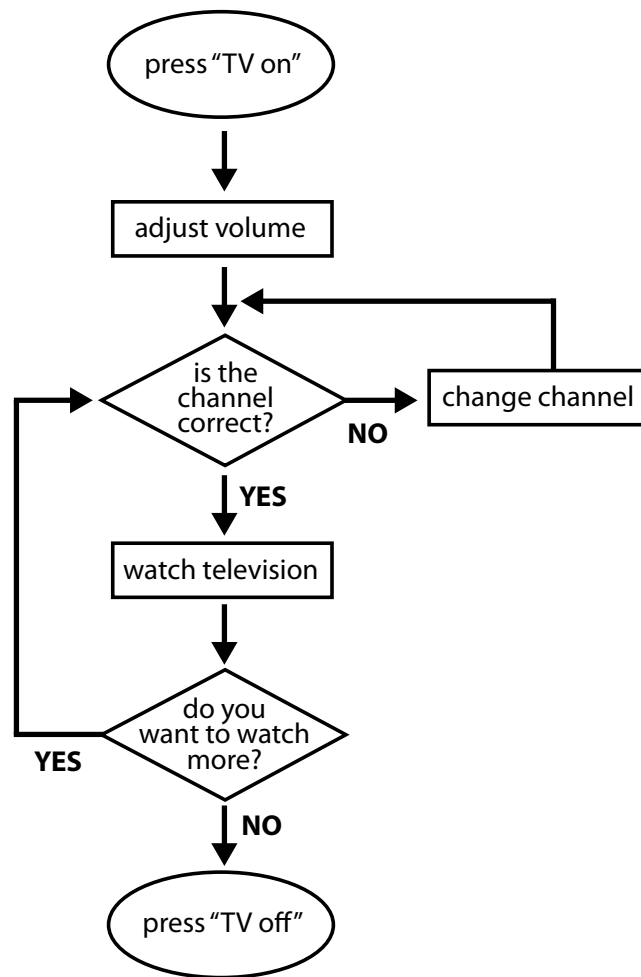 press “TV on”
adjust volume
is the
channel
correct?
NO
change channel
YES
watch television
do you
want to watch
more?
YES
NO
press “TV off”